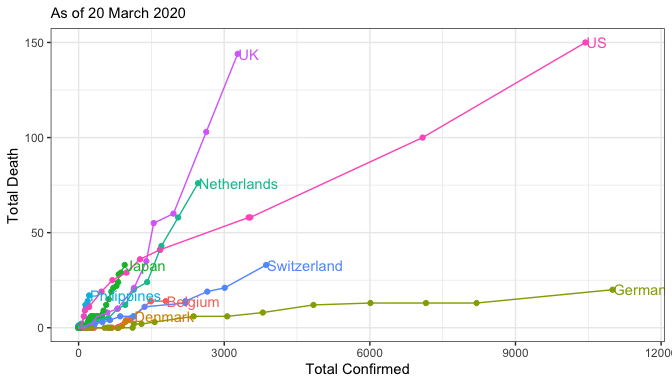 As of 20 March 2020
Total Death
150
100
50
0
US
UK
Netherlands
Japan
Switzerland
Philippines
Belgium
German
Denmark
0
3000
6000
9000
12000
Total Confirmed